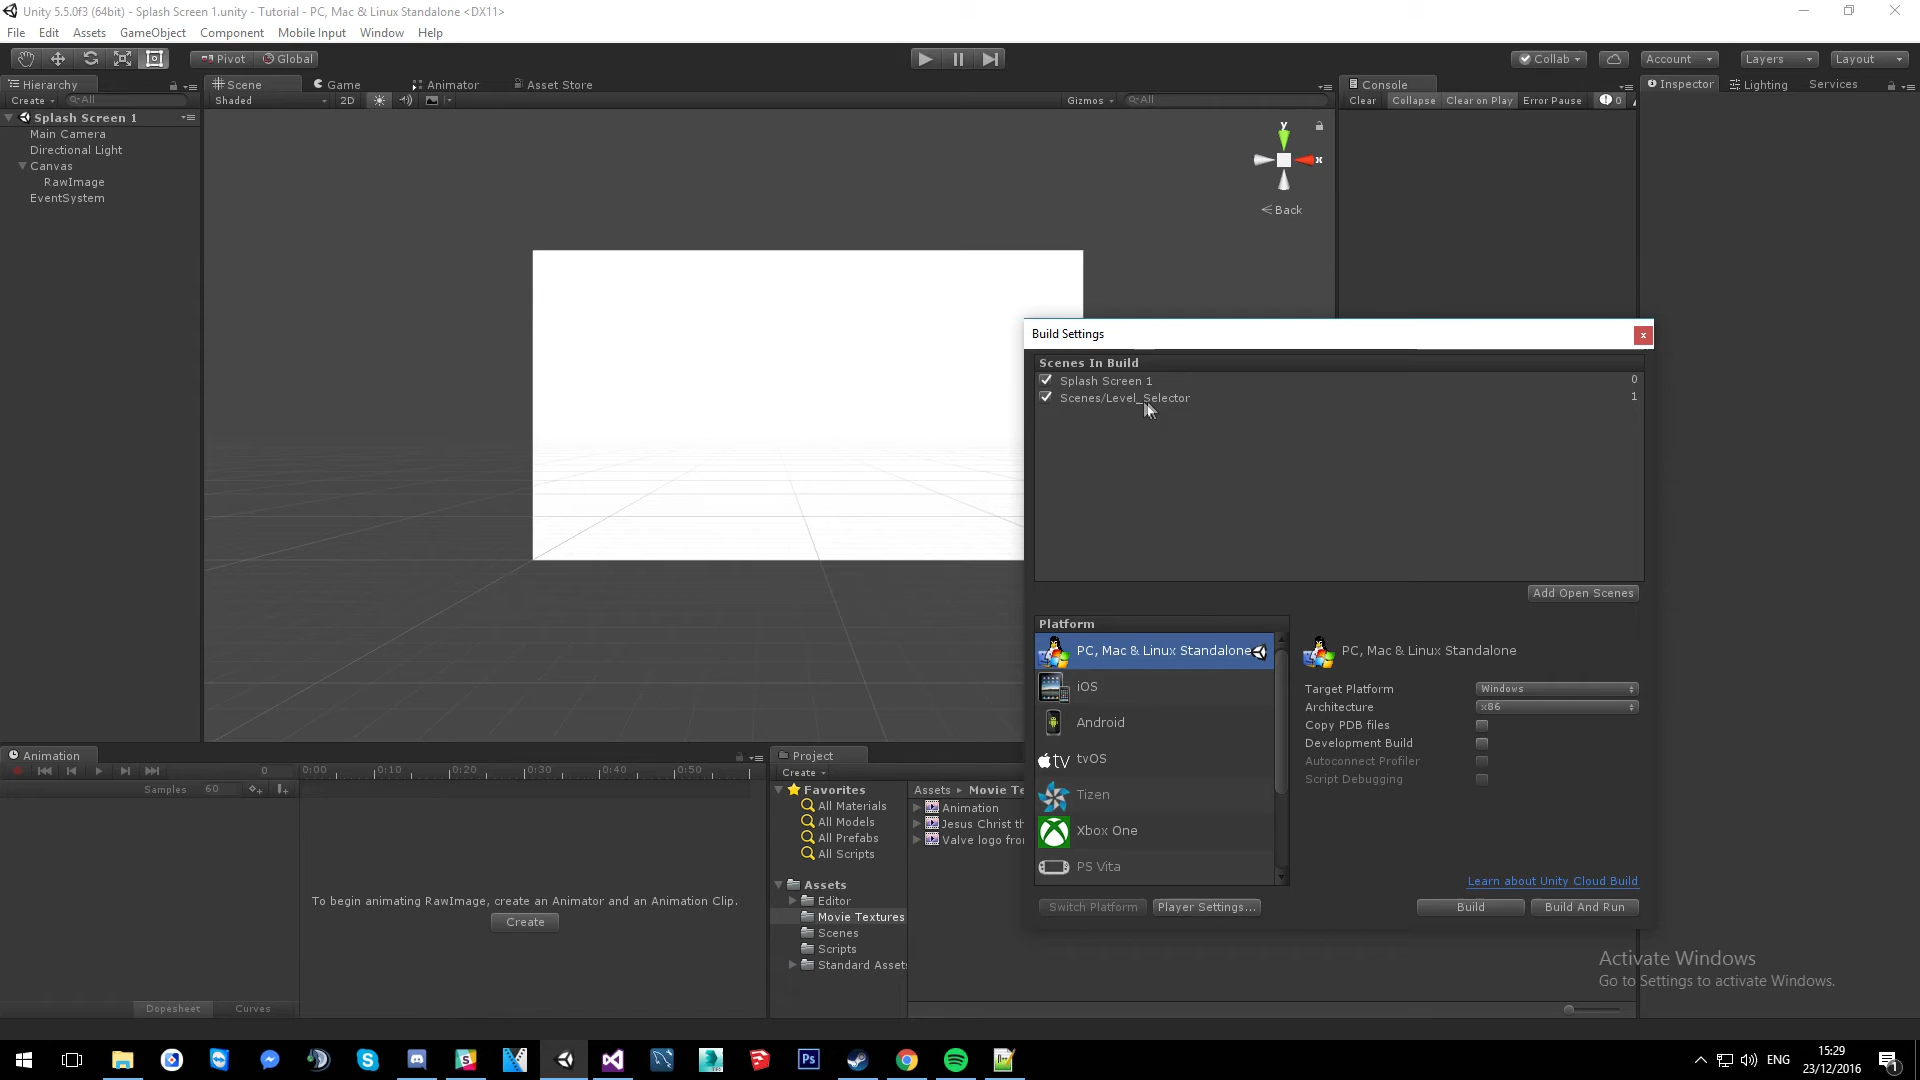 Unity 5.5.0f3 (64bit) - Splash Screen 1.unity - Tutorial - PC, Mac & Linux Standalone <DX11>
File Edit Assets GameObject Component Mobile Input Window Help
Pivot Global Collab Account Layers Layout
Hierarchy Scene Game Animator Asset Store Console Inspector Lighting Services
Create All Shaded 2D Gizmos All Clear Collapse Clear on Play Error Pause 0
Splash Screen 1
Main Camera
Directional Light
Canvas
RawImage
EventSystem
y
x
Back
Build Settings
x
Scenes In Build
Splash Screen 1 0
Scenes/Level_Selector 1
Add Open Scenes
Platform
PC, Mac & Linux Standalone
iOS
Android
tv tvOS
Tizen
Xbox One
PS Vita
PC, Mac & Linux Standalone
Target Platform Windows
Architecture x86
Copy PDB files
Development Build
Autoconnect Profiler
Script Debugging
Learn about Unity Cloud Build
Switch Platform Player Settings... Build Build And Run
Animation
0 0:00 0:10 0:20 0:30 0:40 0:50
Samples 60
To begin animating RawImage, create an Animator and an Animation Clip.
Create
Dopesheet Curves
Project
Create
Favorites
All Materials
All Models
All Prefabs
All Scripts
Assets
Editor
Movie Textures
Scenes
Scripts
Standard Asset
Assets Movie Te
Animation
Jesus Christ th
Valve logo fro
Activate Windows
Go to Settings to activate Windows.
Ps
ENG
15:29
23/12/2016
1